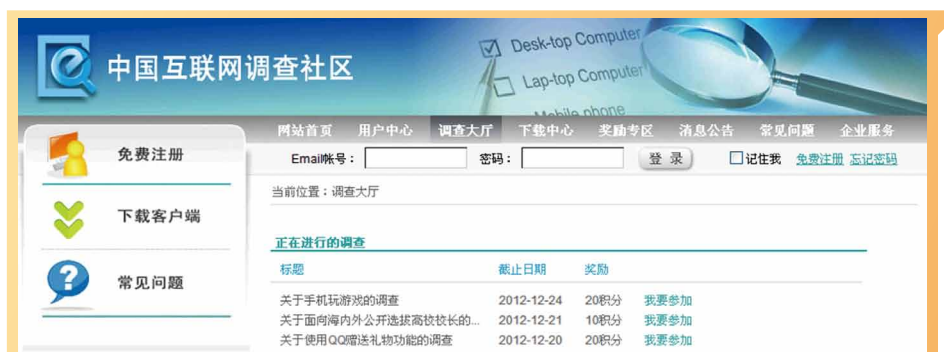 中国互联网调查社区
Desk-top Computer
Lap-top Computer
Mobile phone
网站首页 用户中心 调查大厅 下载中心 奖励专区 消息公告 常见问题 企业服务
免费注册
Email帐号： 密码： 登 录 记住我 免费注册 忘记密码
当前位置：调查大厅
下载客户端
正在进行的调查
标题 截止日期 奖励
常见问题
关于手机玩游戏的调查 2012-12-24 20积分 我要参加
关于面向海内外公开选拔高校校长的... 2012-12-21 10积分 我要参加
关于使用QQ赠送礼物功能的调查 2012-12-20 20积分 我要参加